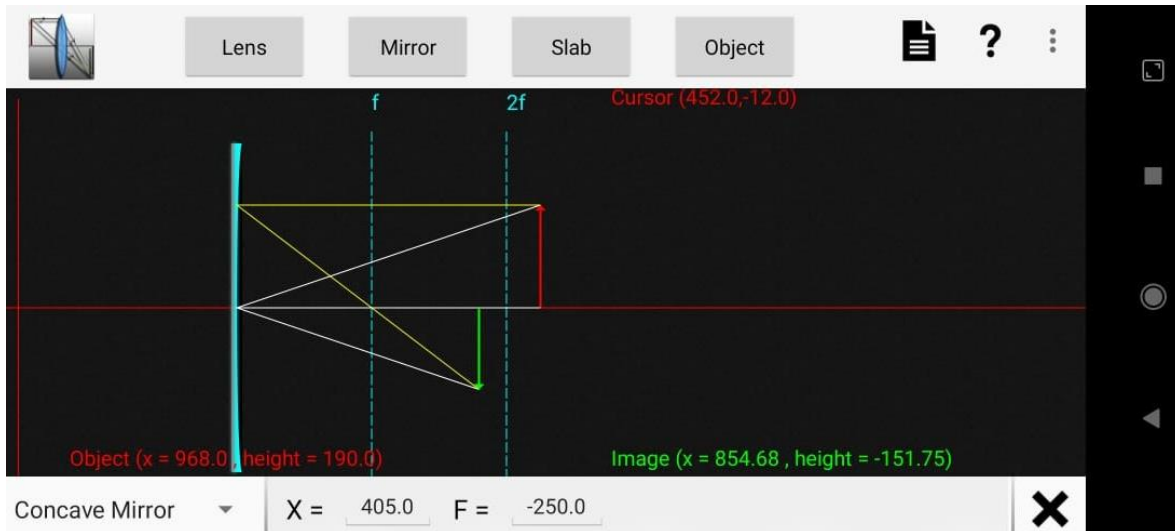 Lens Mirror Slab Object ?
f 2f Cursor (452.0,-12.0)
Object (x = 968.0 , height = 190.0) Image (x = 854.68 , height = -151.75)
Concave Mirror X = 405.0 F = -250.0